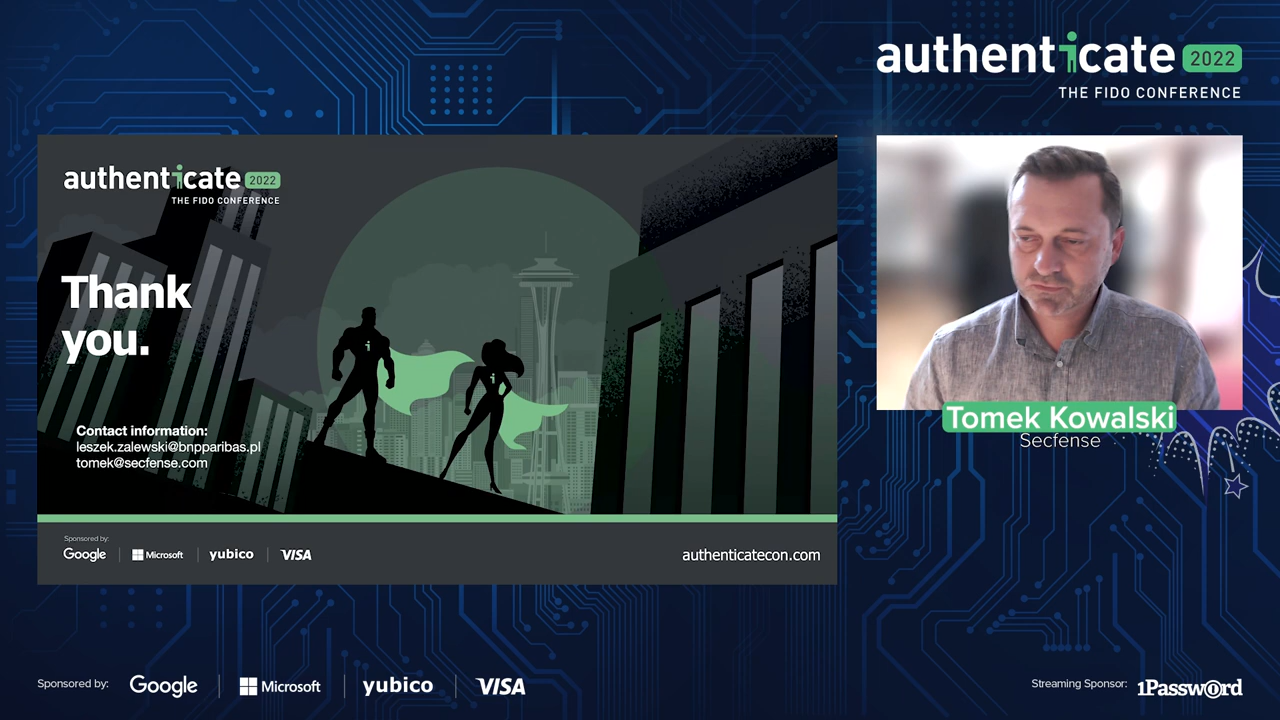 authenticate 2022
THE FIDO CONFERENCE
authenticate 2022
THE FIDO CONFERENCE
Thank
you.
Contact information:
leszek.zalewski@bnpparibas.pl
tomek@secfense.com
Sponsored by:
Google Microsoft yubico VISA
authenticatecon.com
Tomek Kowalski
Secfense
Sponsored by: Google Microsoft yubico VISA
Streaming Sponsor: 1Password